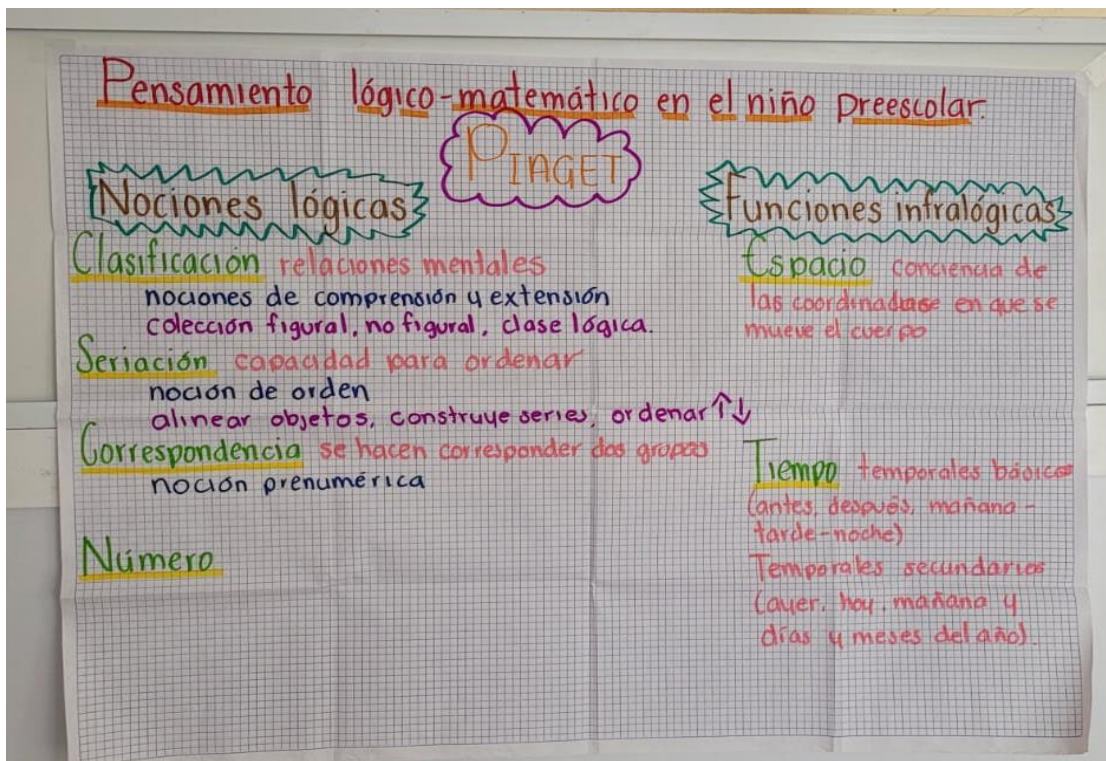 Pensamiento lógico-matemático en el niño preescolar.
PIAGET
Nociones lógicas
Clasificación relaciones mentales
nociones de comprensión y extensión
colección figural, no figural, clase lógica.
Seriación capacidad para ordenar
noción de orden
alinear objetos, construye series, ordenar ↑↓
Correspondencia se hacen corresponder dos grupos
noción prenumérica
Número
Funciones infralógicas
Espacio conciencia de
las en que se
mueve el cuerpo
Tiempo temporales básicos
(antes, después, mañana-
tarde-noche)
Temporales secundarios
(ayer, hoy, mañana y
días y meses del año).